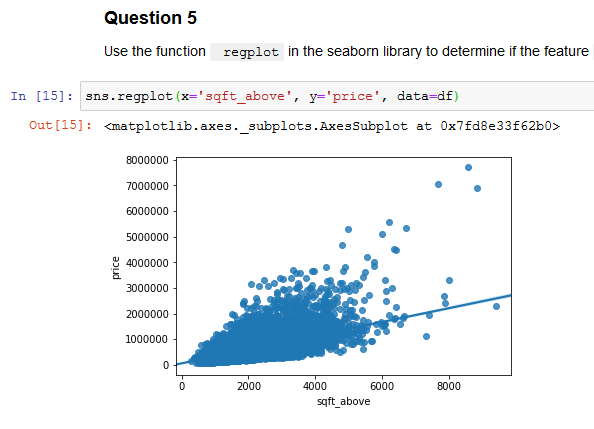 Question 5
Use the function regplot in the seaborn library to determine if the feature
In [15]: sns.regplot(x='sqft_above', y='price', data=df)
Out[15]: <matplotlib.axes._subplots.AxesSubplot at 0x7fd8e33f62b0>
8000000
7000000
6000000
5000000
4000000
price
3000000
2000000
1000000
0
0 2000 4000 6000 8000
sqft_above